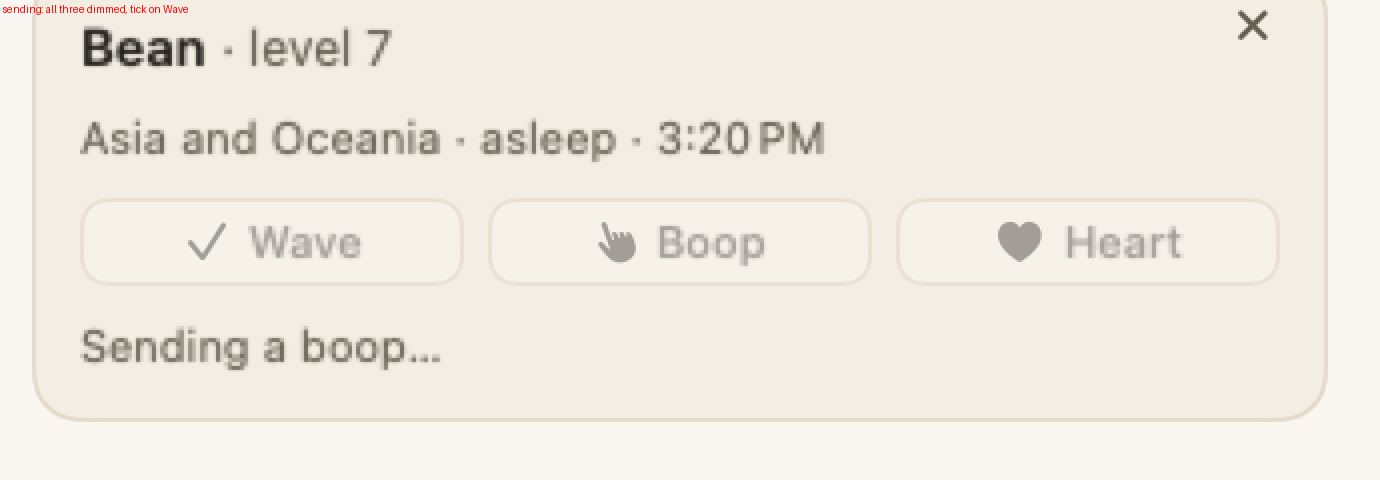 sending: all three dimmed, tick on Wave
Bean · level 7
Asia and Oceania · asleep · 3:20 PM
Wave
Boop
Heart
Sending a boop…